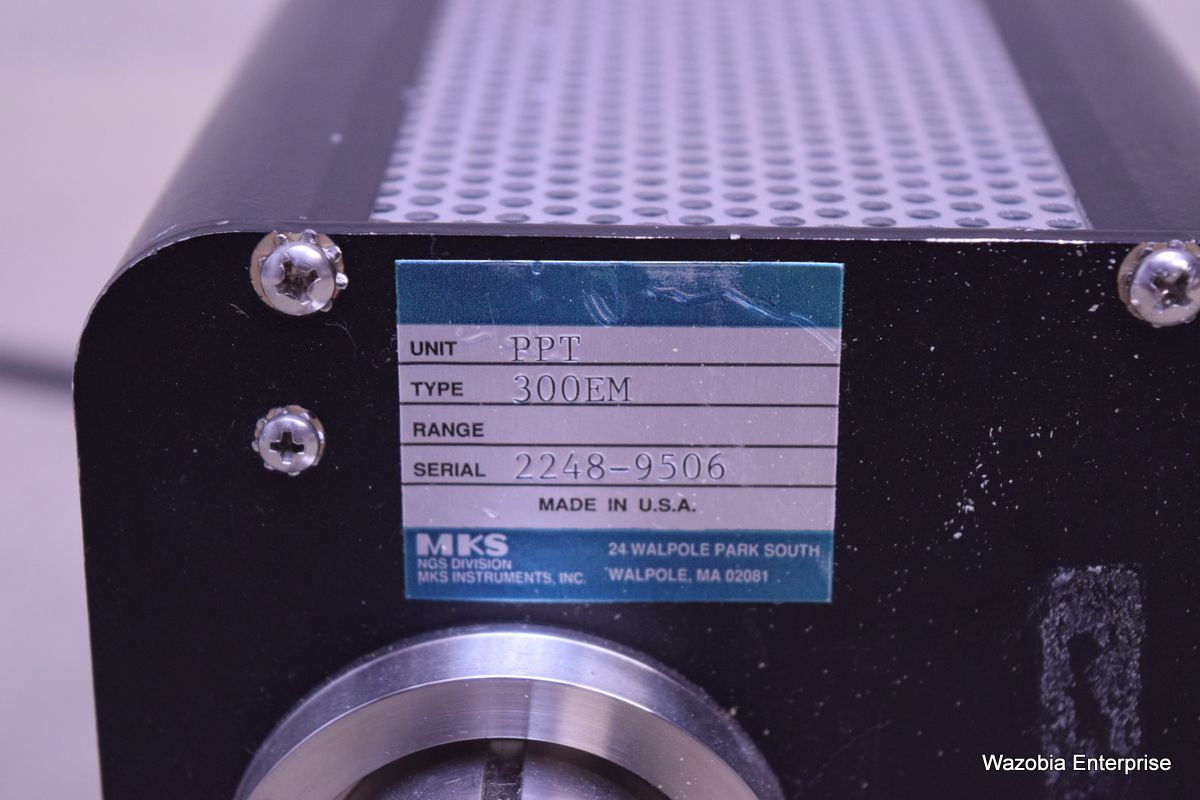 UNIT PPT
TYPE 300EM
RANGE
SERIAL 2248-9506
MADE IN U.S.A.
MKS
NGS DIVISION
MKS INSTRUMENTS, INC.
24 WALPOLE PARK SOUTH
WALPOLE, MA 02081
Wazobia Enterprise